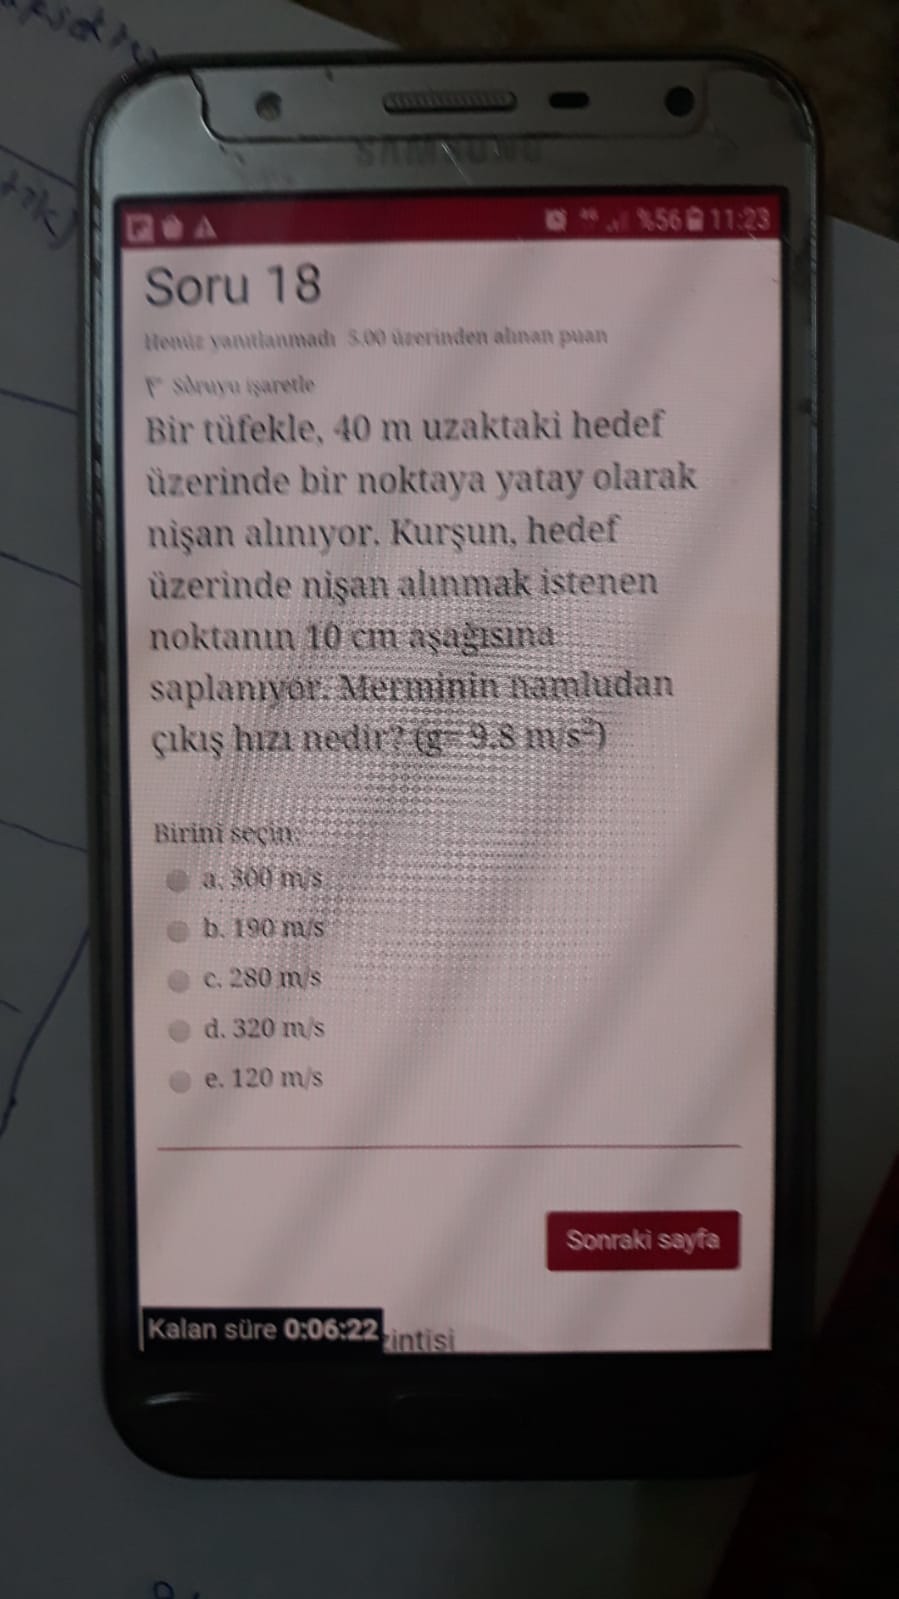 SAMSUNG
%56 11:23
Soru 18
Henüz yanıtlanmadı 5.00 üzerinden alınan puan
Soruyu işaretle
Bir tüfekle, 40 m uzaktaki hedef
üzerinde bir noktaya yatay olarak
nişan alınıyor. Kurşun, hedef
üzerinde nişan alınmak istenen
noktanın 10 cm aşağısına
saplanıyor. Merminin namludan
çıkış hızı nedir? (g= 9.8 m/s²)
Birini seçin:
a. 300 m/s
b. 190 m/s
c. 280 m/s
d. 320 m/s
e. 120 m/s
Sonraki sayfa
Kalan süre 0:06:22